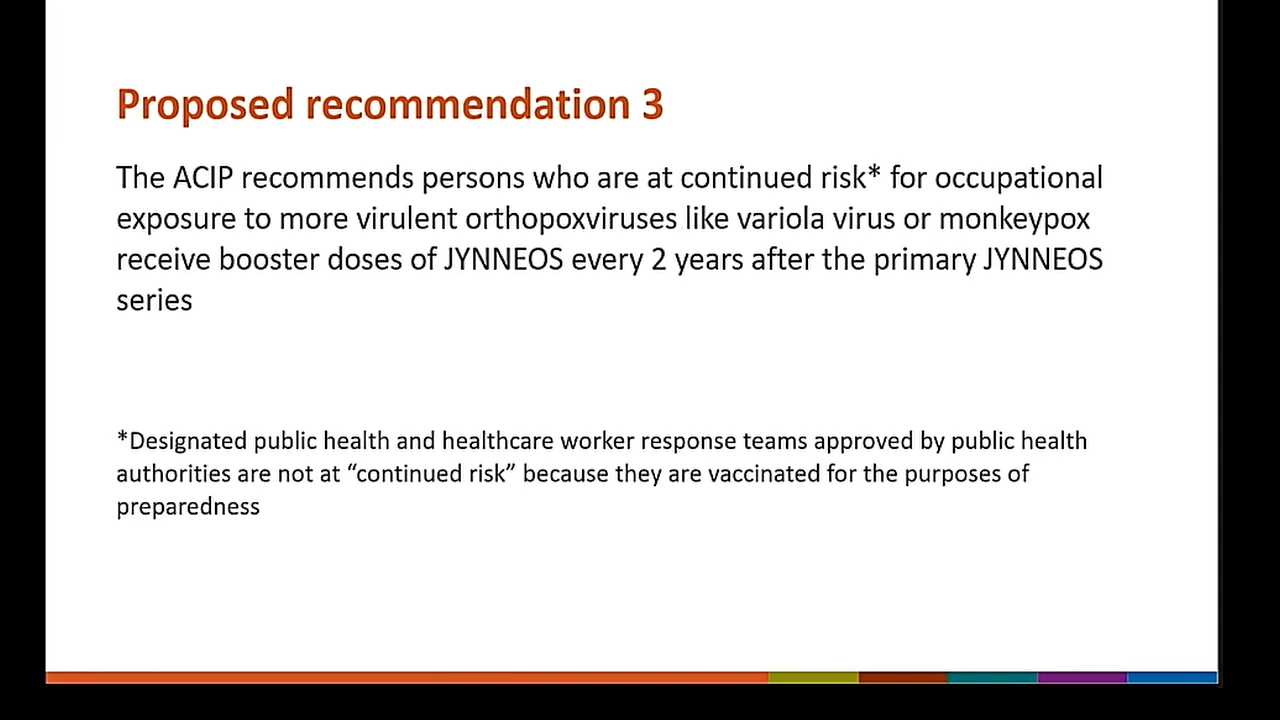 Proposed recommendation 3
The ACIP recommends persons who are at continued risk* for occupational
exposure to more virulent orthopoxviruses like variola virus or monkeypox
receive booster doses of JYNNEOS every 2 years after the primary JYNNEOS
series
*Designated public health and healthcare worker response teams approved by public health
authorities are not at “continued risk” because they are vaccinated for the purposes of
preparedness